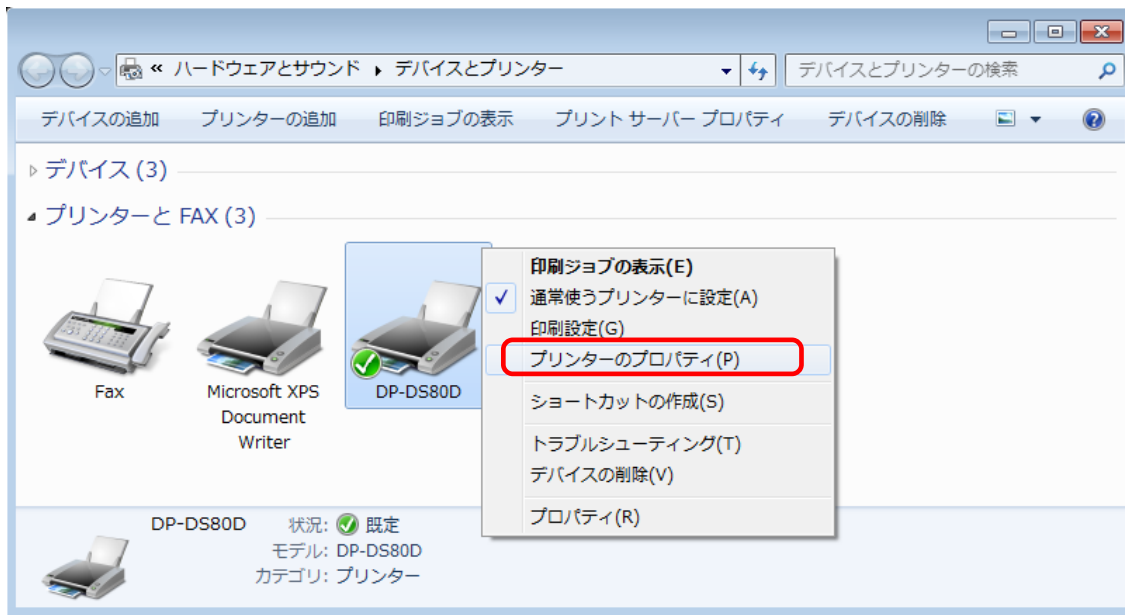 « ハードウェアとサウンド ▸ デバイスとプリンター
デバイスとプリンターの検索
デバイスの追加 プリンターの追加 印刷ジョブの表示 プリント サーバー プロパティ デバイスの削除
デバイス (3)
プリンターと FAX (3)
Fax
Microsoft XPS
Document
Writer
DP-DS80D
印刷ジョブの表示(E)
通常使うプリンターに設定(A)
印刷設定(G)
プリンターのプロパティ(P)
ショートカットの作成(S)
トラブルシューティング(T)
デバイスの削除(V)
プロパティ(R)
DP-DS80D 状況: 既定
モデル: DP-DS80D
カテゴリ: プリンター